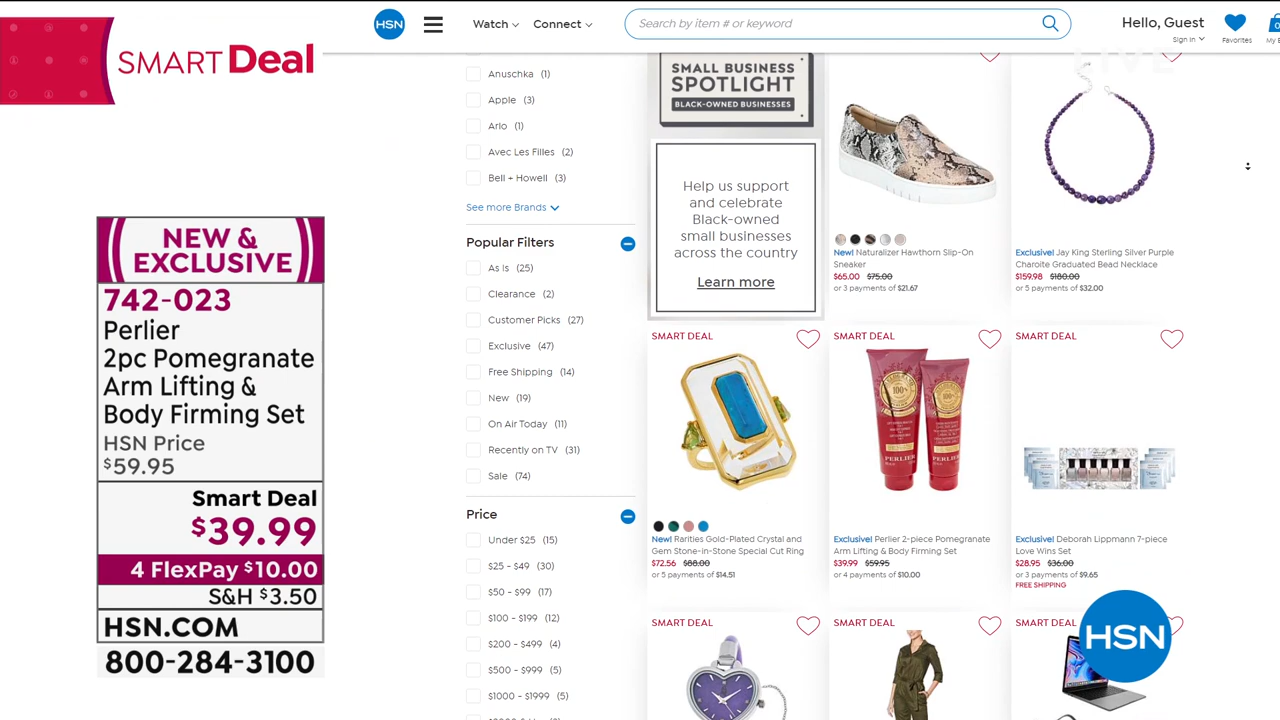 SMART Deal
HSN
Watch
Connect
Search by item # or keyword
Hello, Guest
Sign In
Favorites
0
LIVE
NEW &
EXCLUSIVE
742-023
Perlier
2pc Pomegranate
Arm Lifting &
Body Firming Set
HSN Price
$59.95
Smart Deal
$39.99
4 FlexPay $10.00
S&H $3.50
HSN.COM
800-284-3100
Anuschka (1)
Apple (3)
Arlo (1)
Avec Les Filles (2)
Bell + Howell (3)
See more Brands
Popular Filters
As Is (25)
Clearance (2)
Customer Picks (27)
Exclusive (47)
Free Shipping (14)
New (19)
On Air Today (11)
Recently on TV (31)
Sale (74)
Price
Under $25 (15)
$25 - $49 (30)
$50 - $99 (17)
$100 - $199 (12)
$200 - $499 (4)
$500 - $999 (5)
$1000 - $1999 (5)
SMALL BUSINESS
SPOTLIGHT
BLACK-OWNED BUSINESSES
Help us support
and celebrate
Black-owned
small businesses
across the country
Learn more
New! Naturalizer Hawthorn Slip-On
Sneaker
$65.00 $75.00
or 3 payments of $21.67
Exclusive! Jay King Sterling Silver Purple
Charoite Graduated Bead Necklace
$159.98 $180.00
or 5 payments of $32.00
SMART DEAL
New! Rarities Gold-Plated Crystal and
Gem Stone-in-Stone Special Cut Ring
$72.56 $88.00
or 5 payments of $14.51
SMART DEAL
100%
PERLIER
PERLIER
Exclusive! Perlier 2-piece Pomegranate
Arm Lifting & Body Firming Set
$39.99 $59.95
or 4 payments of $10.00
SMART DEAL
Exclusive! Deborah Lippmann 7-piece
Love Wins Set
$28.95 $36.00
or 3 payments of $9.65
FREE SHIPPING
SMART DEAL
SMART DEAL
SMART DEAL
HSN